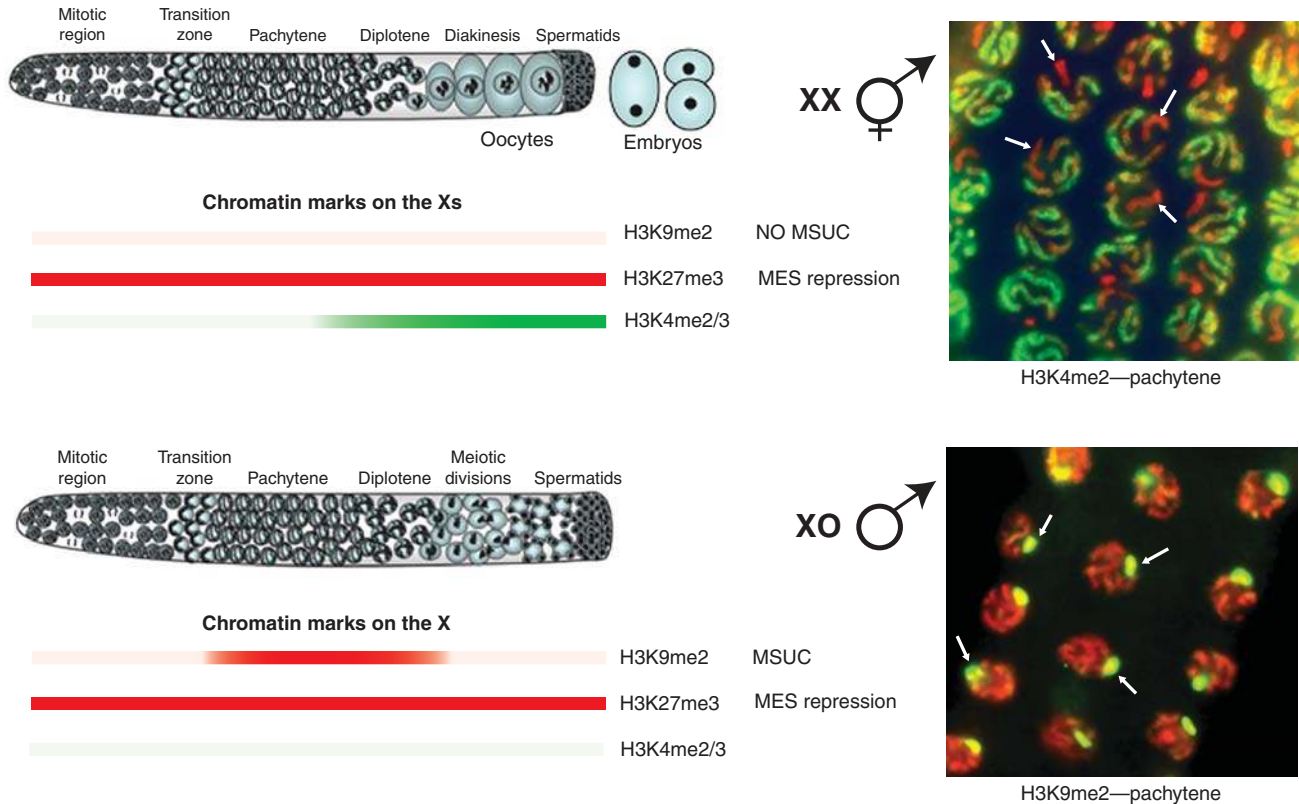 Mitotic region
Transition zone
Pachytene
Diplotene
Diakinesis
Spermatids
Oocytes
Embryos
XX
Chromatin marks on the Xs
H3K9me2 NO MSUC
H3K27me3 MES repression
H3K4me2/3
H3K4me2—pachytene
Mitotic region
Transition zone
Pachytene
Diplotene
Meiotic divisions
Spermatids
XO
Chromatin marks on the X
H3K9me2 MSUC
H3K27me3 MES repression
H3K4me2/3
H3K9me2—pachytene